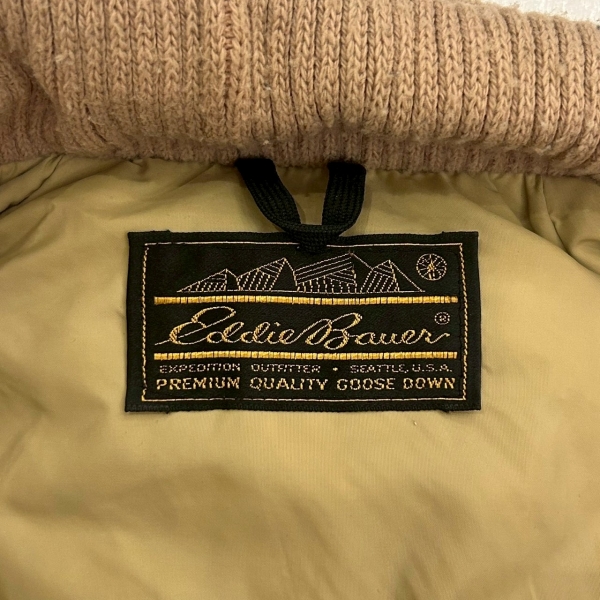 Eddie Bauer®
EXPEDITION OUTFITTER • SEATTLE, U.S.A.
PREMIUM QUALITY GOOSE DOWN